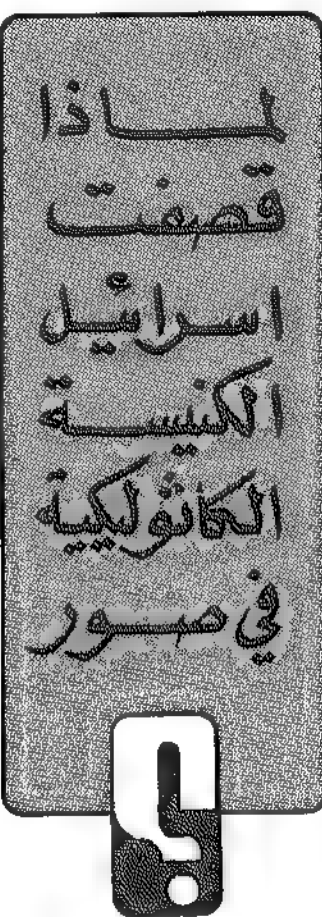 لماذا
قصفت
اسرائيل
الكنيسة
الكاثوليكية
في صور
؟